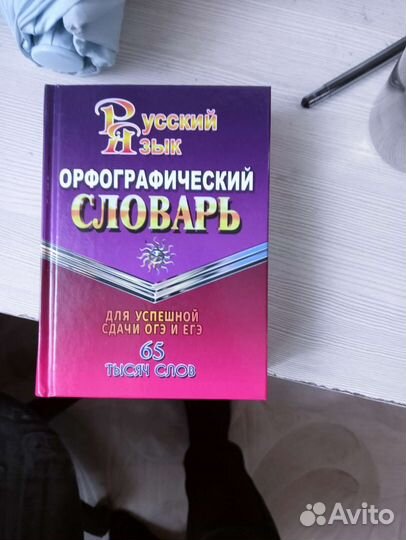 Русский
Язык
ОРФОГРАФИЧЕСКИЙ
СЛОВАРЬ
ДЛЯ УСПЕШНОЙ
СДАЧИ ОГЭ И ЕГЭ
65
ТЫСЯЧ СЛОВ
Avito